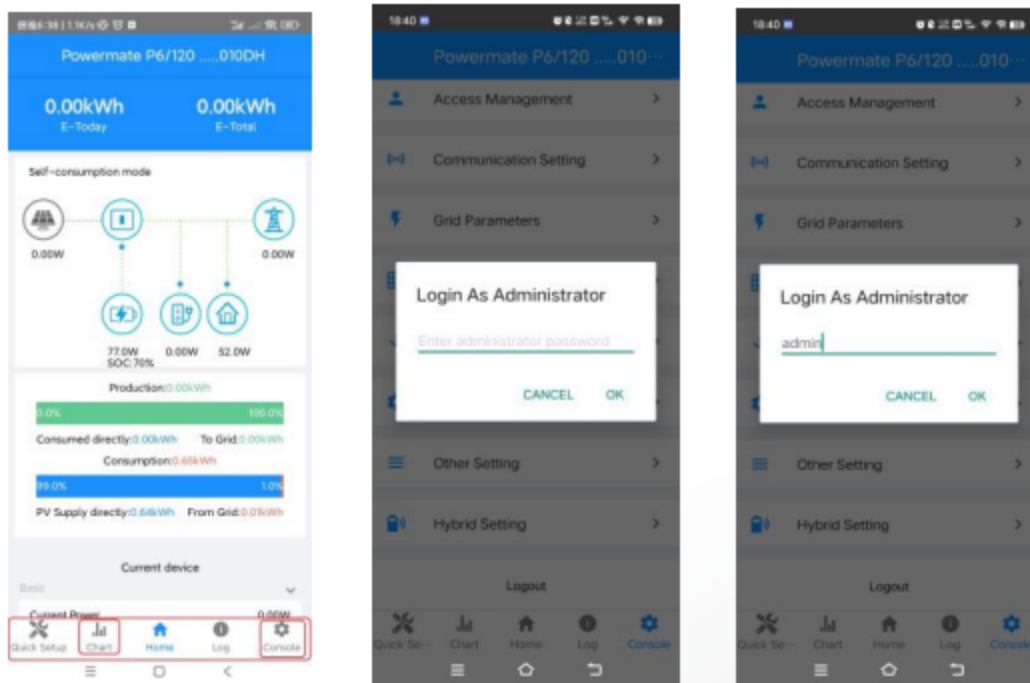 Powermate P6/120 .....010DH
0.00kWh 0.00kWh
E-Today E-Total
Self-consumption mode
0.00W 0.00W
77.0W 0.00W 52.0W
SOC:70%
Production:0.00kWh
0.0% 100.0%
Consumed directly:0.00kWh To Grid:0.00kWh
Consumption:0.65kWh
99.0% 1.0%
PV Supply directly:0.64kWh From Grid:0.01kWh
Current device
Basic
Current Power 0.00W
Quick Setup Chart Home Log Console
18:40
Powermate P6/120 .....010...
Access Management
Communication Setting
Grid Parameters
Login As Administrator
Enter administrator password
CANCEL OK
Other Setting
Hybrid Setting
Logout
Quick Se... Chart Home Log Console
18:40
Powermate P6/120 .....010...
Access Management
Communication Setting
Grid Parameters
Login As Administrator
admin
CANCEL OK
Other Setting
Hybrid Setting
Logout
Quick Se... Chart Home Log Console